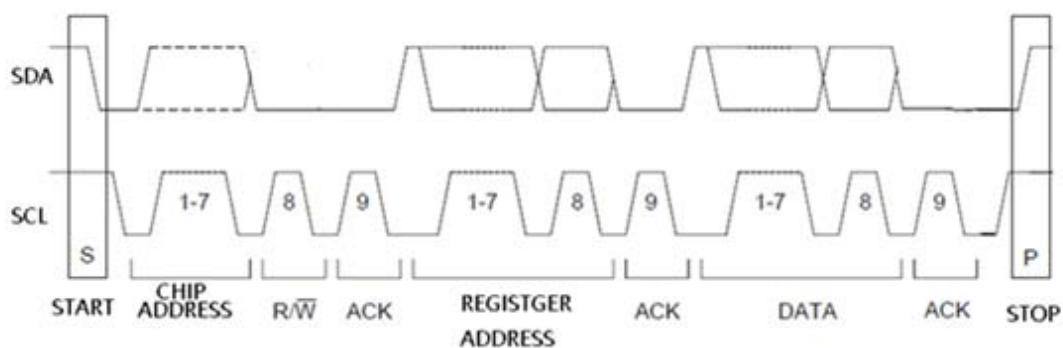 SDA
SCL
1-7 8 9 1-7 8 9 1-7 8 9
S P
START CHIP ADDRESS R/W̅ ACK REGISTGER ADDRESS ACK DATA ACK STOP